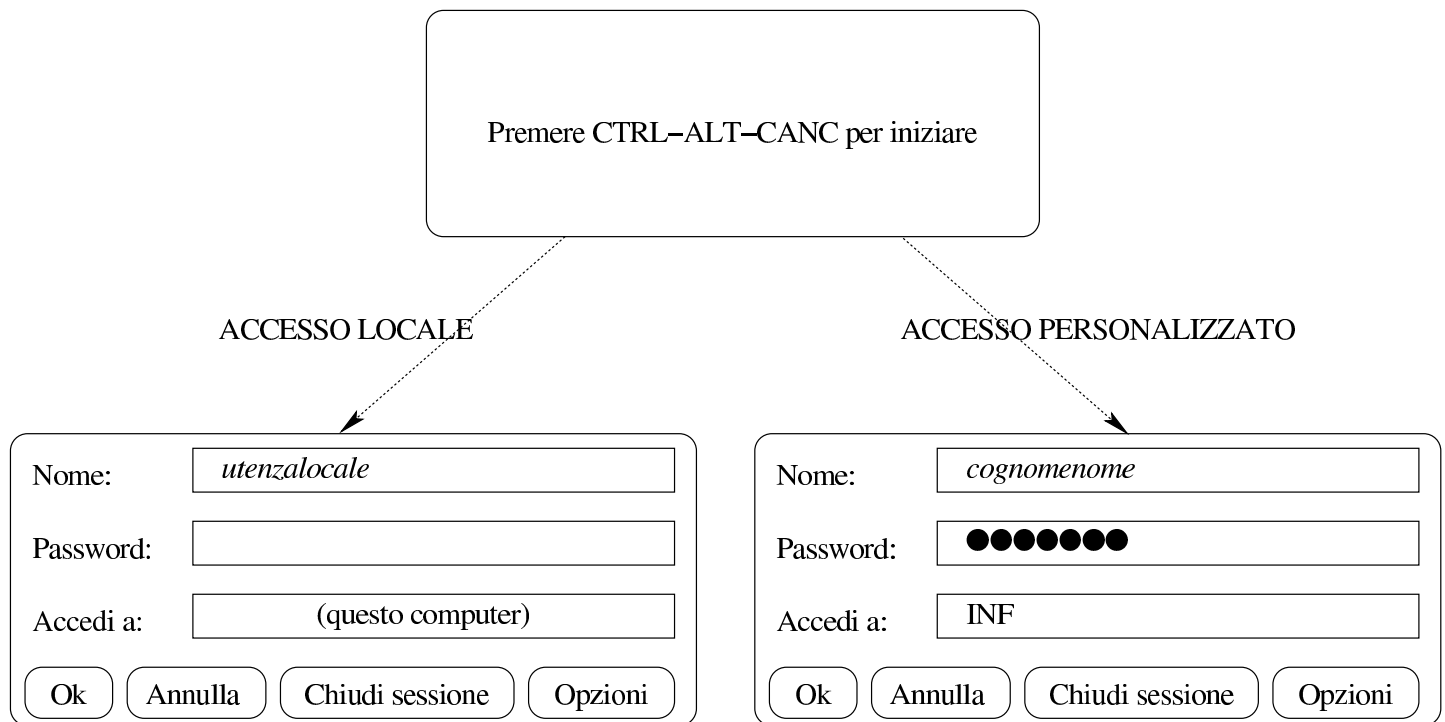 Premere CTRL-ALT-CANC per iniziare
ACCESSO LOCALE
ACCESSO PERSONALIZZATO
Nome: utenzalocale
Password:
Accedi a: (questo computer)
Ok Annulla Chiudi sessione Opzioni
Nome: cognomenome
Password: ●●●●●●●
Accedi a: INF
Ok Annulla Chiudi sessione Opzioni